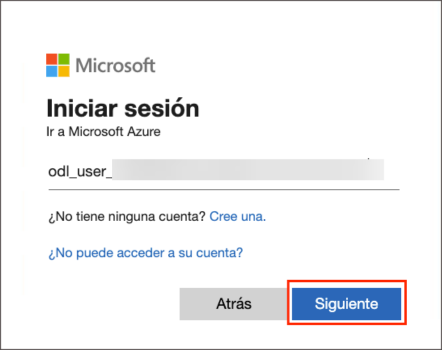 Microsoft
Iniciar sesión
Ir a Microsoft Azure
odl_user_
¿No tiene ninguna cuenta? Cree una.
¿No puede acceder a su cuenta?
Atrás
Siguiente